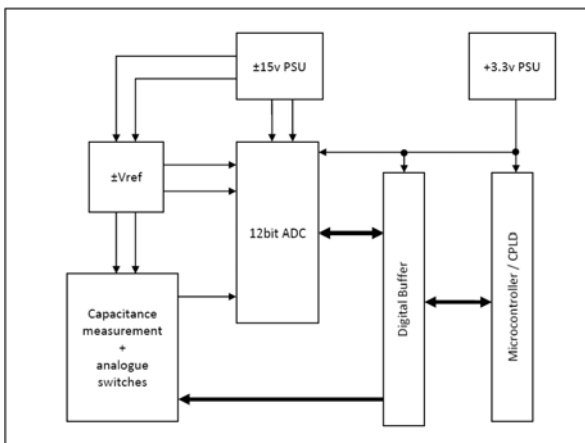 ±15v PSU
+3.3v PSU
±Vref
12bit ADC
Digital Buffer
Microcontroller / CPLD
Capacitance
measurement
+
analogue
switches